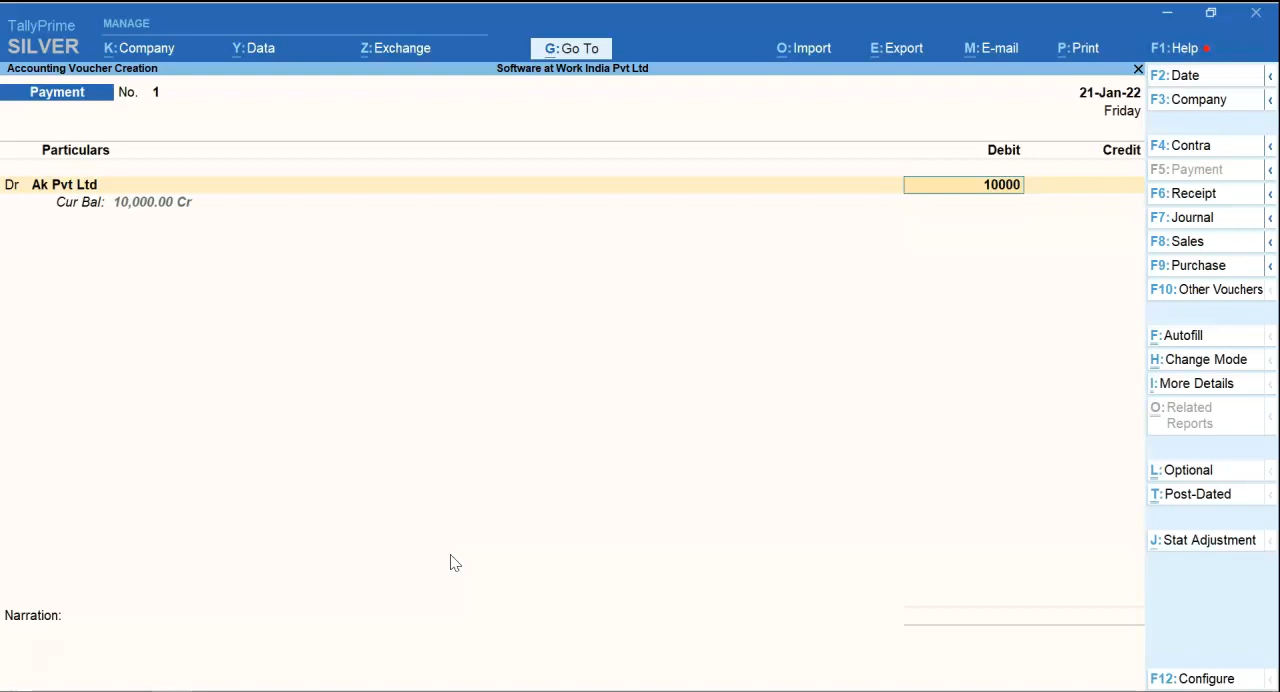 TallyPrime
MANAGE
SILVER
K:Company
Y:Data
Z:Exchange
G:Go To
O:Import
E:Export
M:E-mail
P:Print
F1:Help
Accounting Voucher Creation
Software at Work India Pvt Ltd
Payment No. 1
21-Jan-22
Friday
Particulars Debit Credit
Dr Ak Pvt Ltd 10000
Cur Bal: 10,000.00 Cr
Narration:
F2:Date
F3:Company
F4:Contra
F5:Payment
F6:Receipt
F7:Journal
F8:Sales
F9:Purchase
F10:Other Vouchers
F:Autofill
H:Change Mode
I:More Details
O:Related
Reports
L:Optional
T:Post-Dated
J:Stat Adjustment
F12:Configure